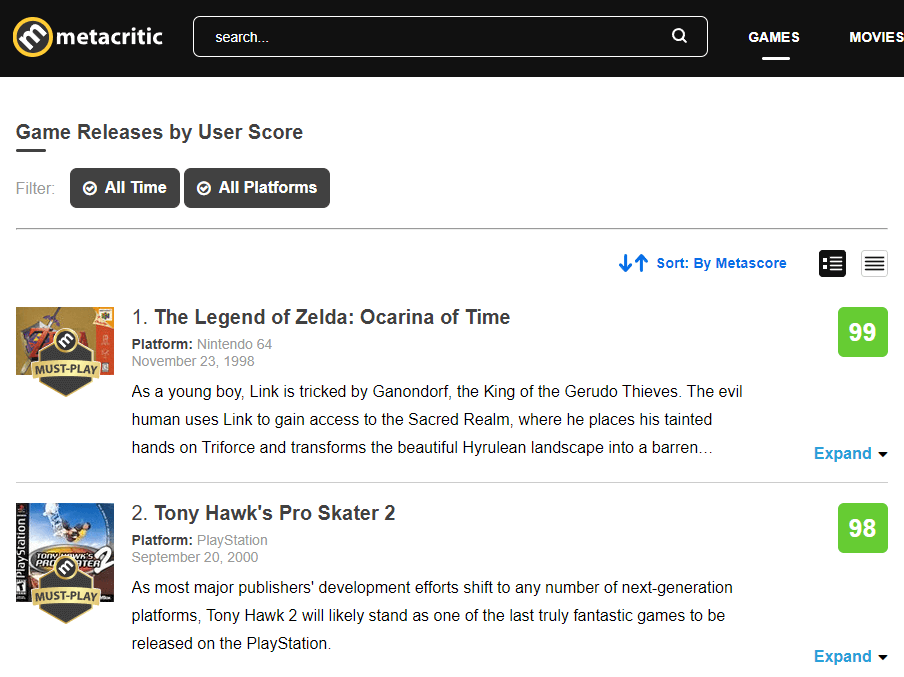 metacritic
search...
GAMES
MOVIES
Game Releases by User Score
Filter:
All Time
All Platforms
Sort: By Metascore
MUST-PLAY
1. The Legend of Zelda: Ocarina of Time
Platform: Nintendo 64
November 23, 1998
As a young boy, Link is tricked by Ganondorf, the King of the Gerudo Thieves. The evil
human uses Link to gain access to the Sacred Realm, where he places his tainted
hands on Triforce and transforms the beautiful Hyrulean landscape into a barren…
99
Expand
PlayStation
TONY HAWK'S
PRO SKATER 2
MUST-PLAY
2. Tony Hawk's Pro Skater 2
Platform: PlayStation
September 20, 2000
As most major publishers' development efforts shift to any number of next-generation
platforms, Tony Hawk 2 will likely stand as one of the last truly fantastic games to be
released on the PlayStation.
98
Expand